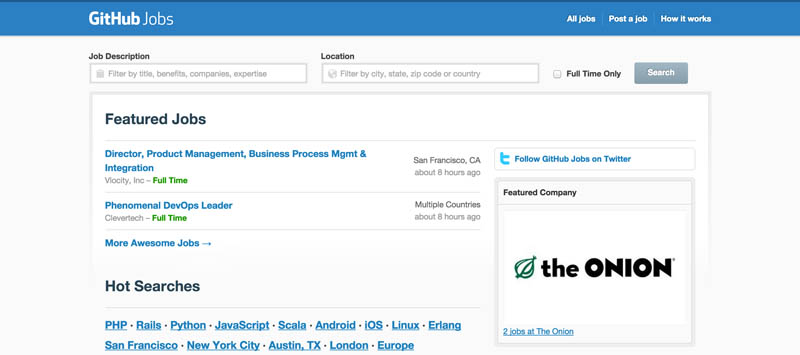 GitHub Jobs
All jobs Post a job How it works
Job Description
Filter by title, benefits, companies, expertise
Location
Filter by city, state, zip code or country
Full Time Only
Search
Featured Jobs
Director, Product Management, Business Process Mgmt &
Integration
Vlocity, Inc – Full Time
San Francisco, CA
about 8 hours ago
Phenomenal DevOps Leader
Clevertech – Full Time
Multiple Countries
about 8 hours ago
More Awesome Jobs →
Hot Searches
PHP · Rails · Python · JavaScript · Scala · Android · iOS · Linux · Erlang
San Francisco · New York City · Austin, TX · London · Europe
Follow GitHub Jobs on Twitter
Featured Company
the ONION
2 jobs at The Onion